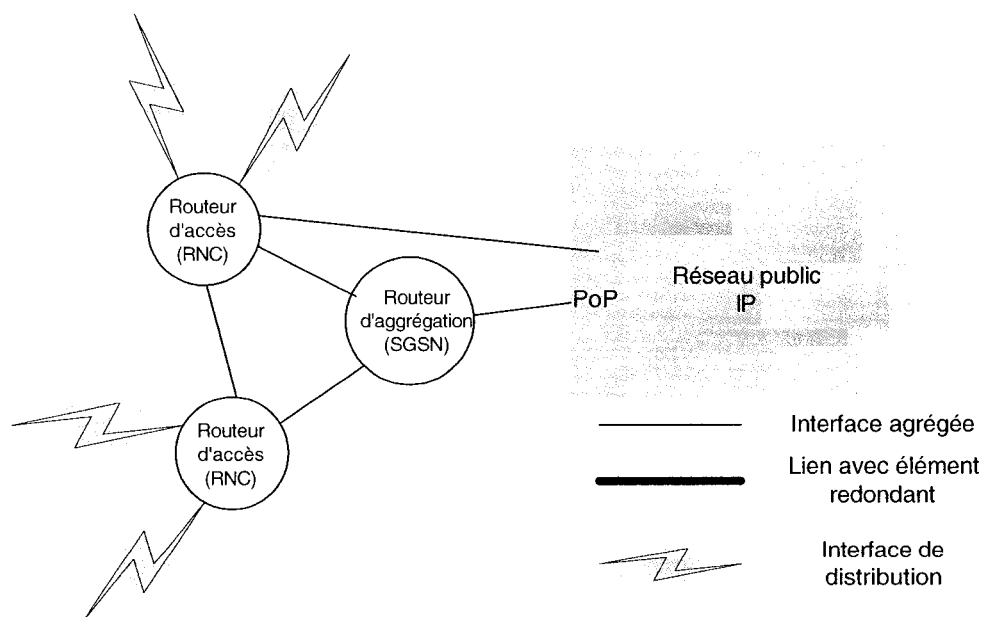 Routeur
d'accès
(RNC)
Routeur
d'aggrégation
(SGSN)
PoP
Réseau public
IP
Routeur
d'accès
(RNC)
Interface agrégée
Lien avec élément
redondant
Interface de
distribution